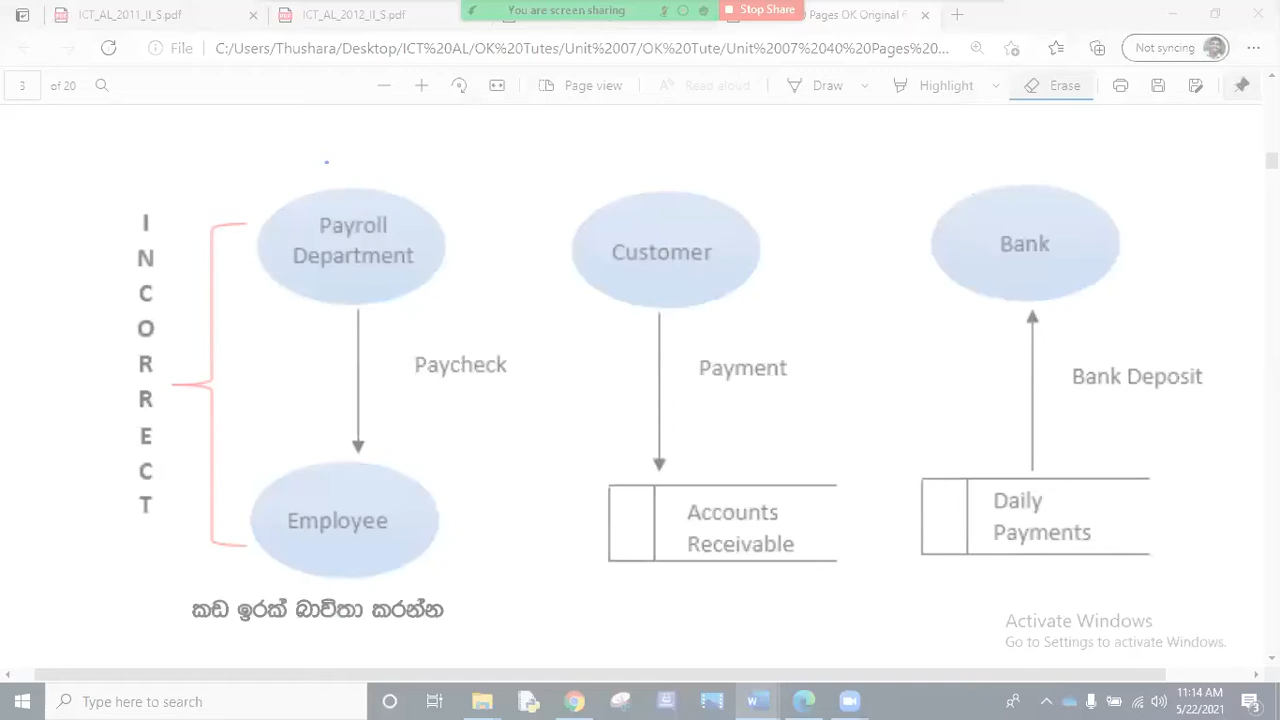 ICT_AL_2011_II_S.pdf
ICT_AL_2012_II_S.pdf
You are screen sharing
Stop Share
Pages OK Original 6
File
C:/Users/Thushara/Desktop/ICT%20AL/OK%20Tutes/Unit%2007/OK%20Tute/Unit%2007%2040%20Pages%20...
Not syncing
3 of 20
Page view
Read aloud
Draw
Highlight
Erase
INCORRECT
Payroll
Department
Customer
Bank
Paycheck
Payment
Bank Deposit
Employee
Accounts
Receivable
Daily
Payments
කඩ ඉරක් බාවිතා කරන්න
Activate Windows
Go to Settings to activate Windows.
Type here to search
11:14 AM
5/22/2021
3